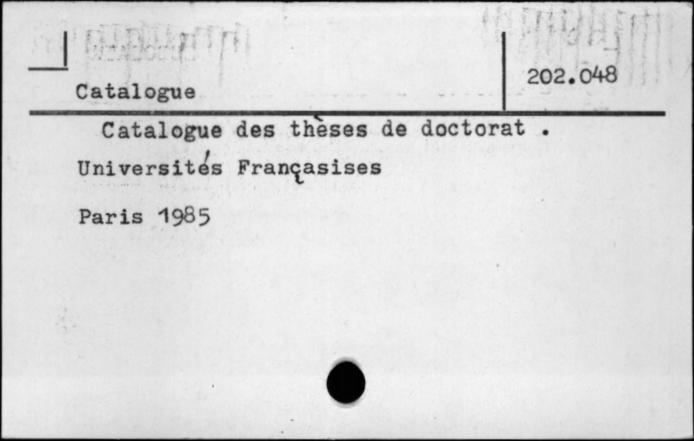 202.048
Catalogue
Catalogue des thèses de doctorat .
Universités Françasises
Paris 1985